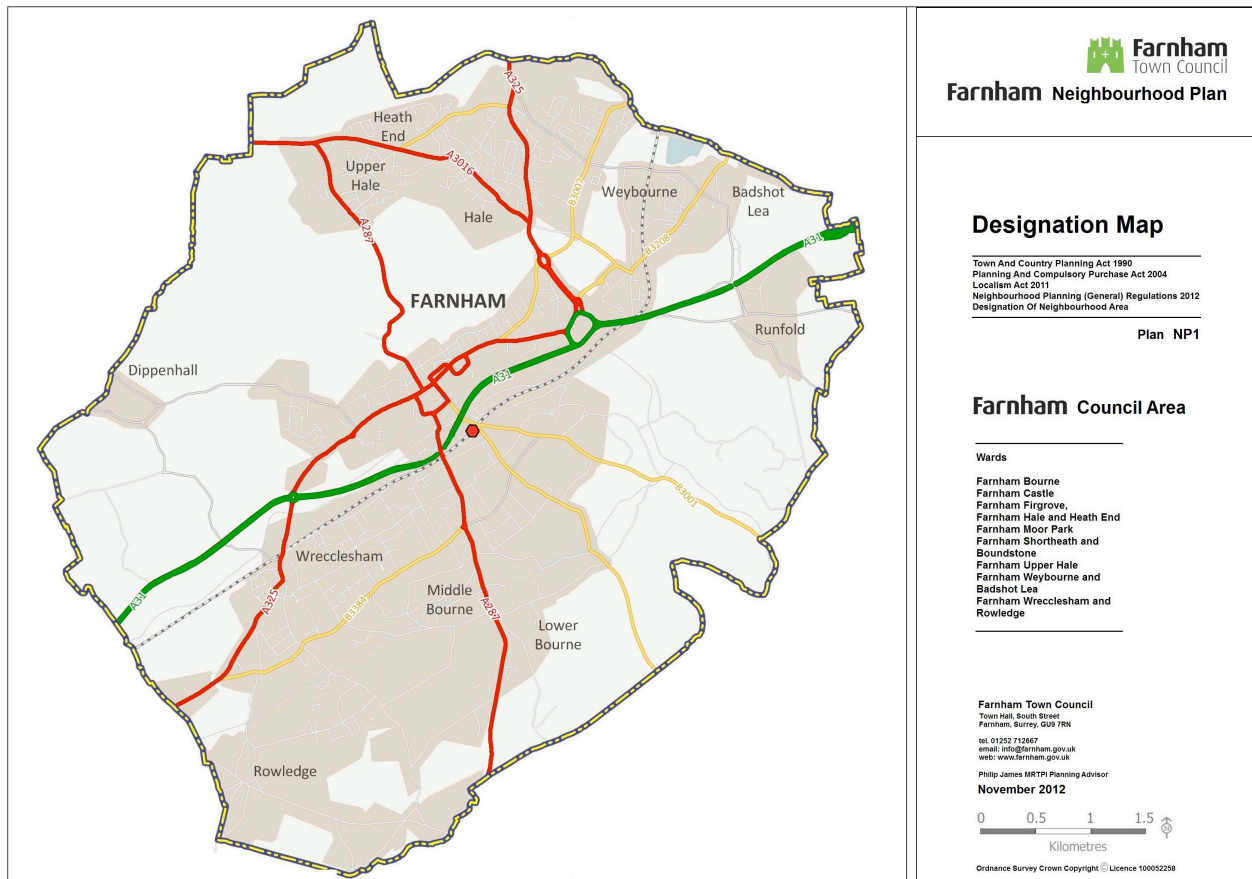 A325
Heath
End
A3016
Upper
Hale
B3007
Weybourne
Badshot
Lea
Hale
A287
B3208
A31
FARNHAM
Runfold
Dippenhall
A31
B3001
Wrecclesham
Middle
Bourne
A31
A325
B3384
A287
Lower
Bourne
Rowledge
Farnham
Town Council
Farnham Neighbourhood Plan
Designation Map
Town And Country Planning Act 1990
Planning And Compulsory Purchase Act 2004
Localism Act 2011
Neighbourhood Planning (General) Regulations 2012
Designation Of Neighbourhood Area
Plan NP1
Farnham Council Area
Wards
Farnham Bourne
Farnham Castle
Farnham Firgrove,
Farnham Hale and Heath End
Farnham Moor Park
Farnham Shortheath and
Boundstone
Farnham Upper Hale
Farnham Weybourne and
Badshot Lea
Farnham Wrecclesham and
Rowledge
Farnham Town Council
Town Hall, South Street
Farnham, Surrey, GU9 7RN
tel. 01252 712667
email: info@farnham.gov.uk
web: www.farnham.gov.uk
Philip James MRTPI Planning Advisor
November 2012
0 0.5 1 1.5
N
Kilometres
Ordnance Survey Crown Copyright © Licence 100052258